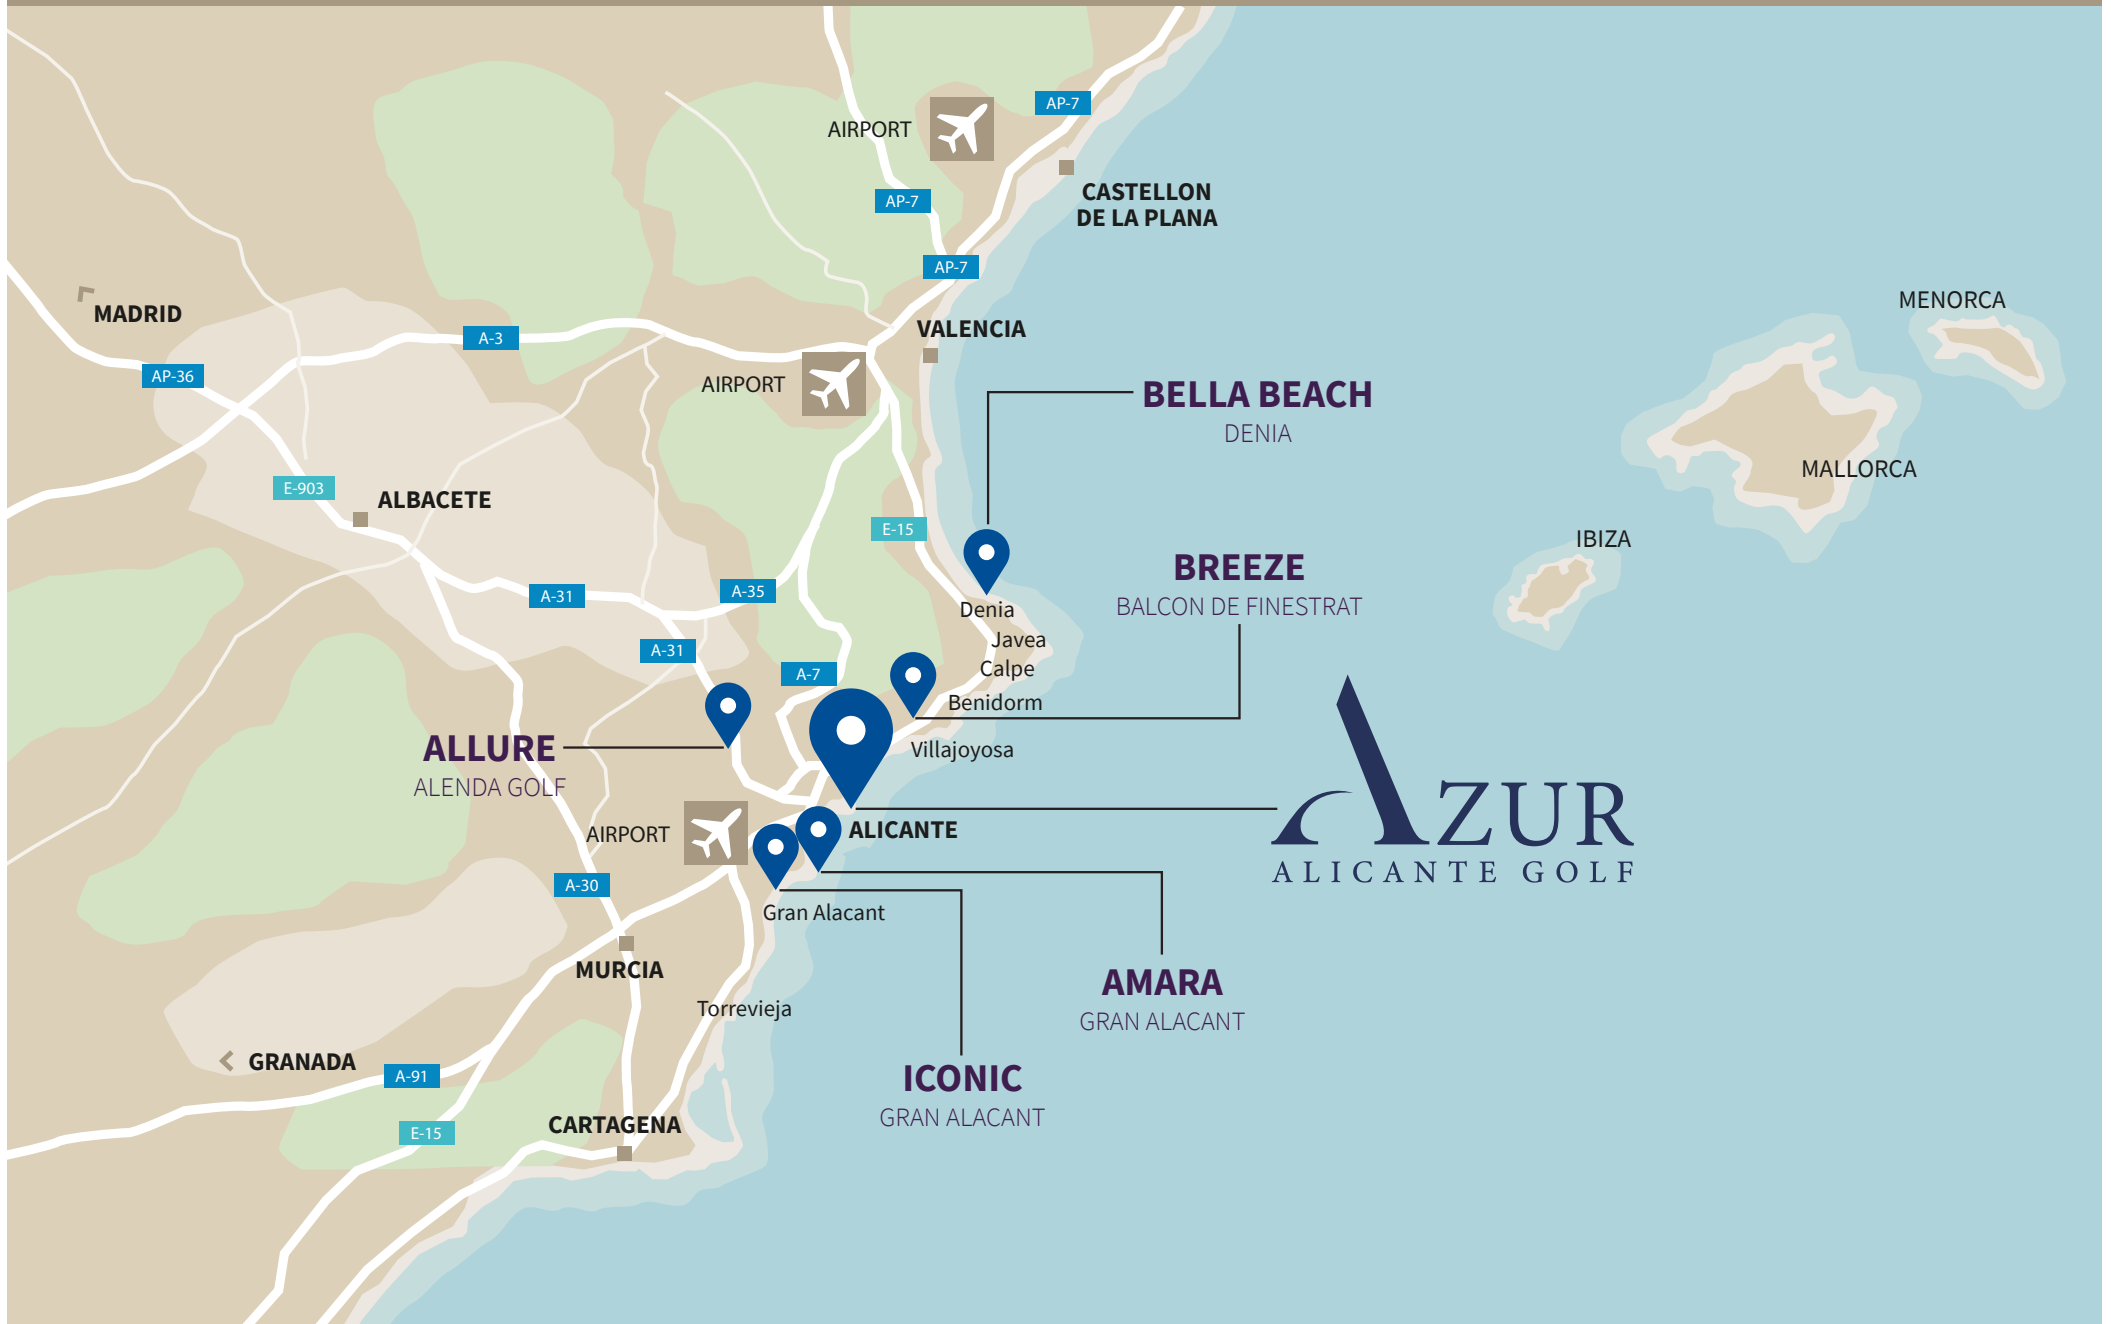 AIRPORT
AP-7
CASTELLON
DE LA PLANA
AP-7
AP-7
MADRID
MENORCA
VALENCIA
A-3
AP-36
AIRPORT
BELLA BEACH
DENIA
MALLORCA
E-903
ALBACETE
E-15
IBIZA
BREEZE
BALCON DE FINESTRAT
A-31
A-35
Denia
Javea
A-31
Calpe
A-7
Benidorm
ALLURE
ALENDA GOLF
Villajoyosa
AZUR
ALICANTE GOLF
AIRPORT
ALICANTE
A-30
Gran Alacant
MURCIA
AMARA
GRAN ALACANT
Torrevieja
GRANADA
A-91
ICONIC
GRAN ALACANT
E-15
CARTAGENA